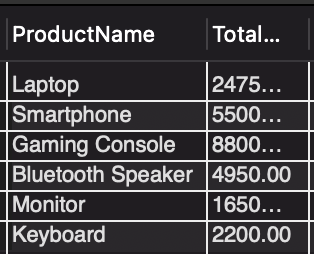 ProductName Total...
Laptop 2475...
Smartphone 5500...
Gaming Console 8800...
Bluetooth Speaker 4950.00
Monitor 1650...
Keyboard 2200.00